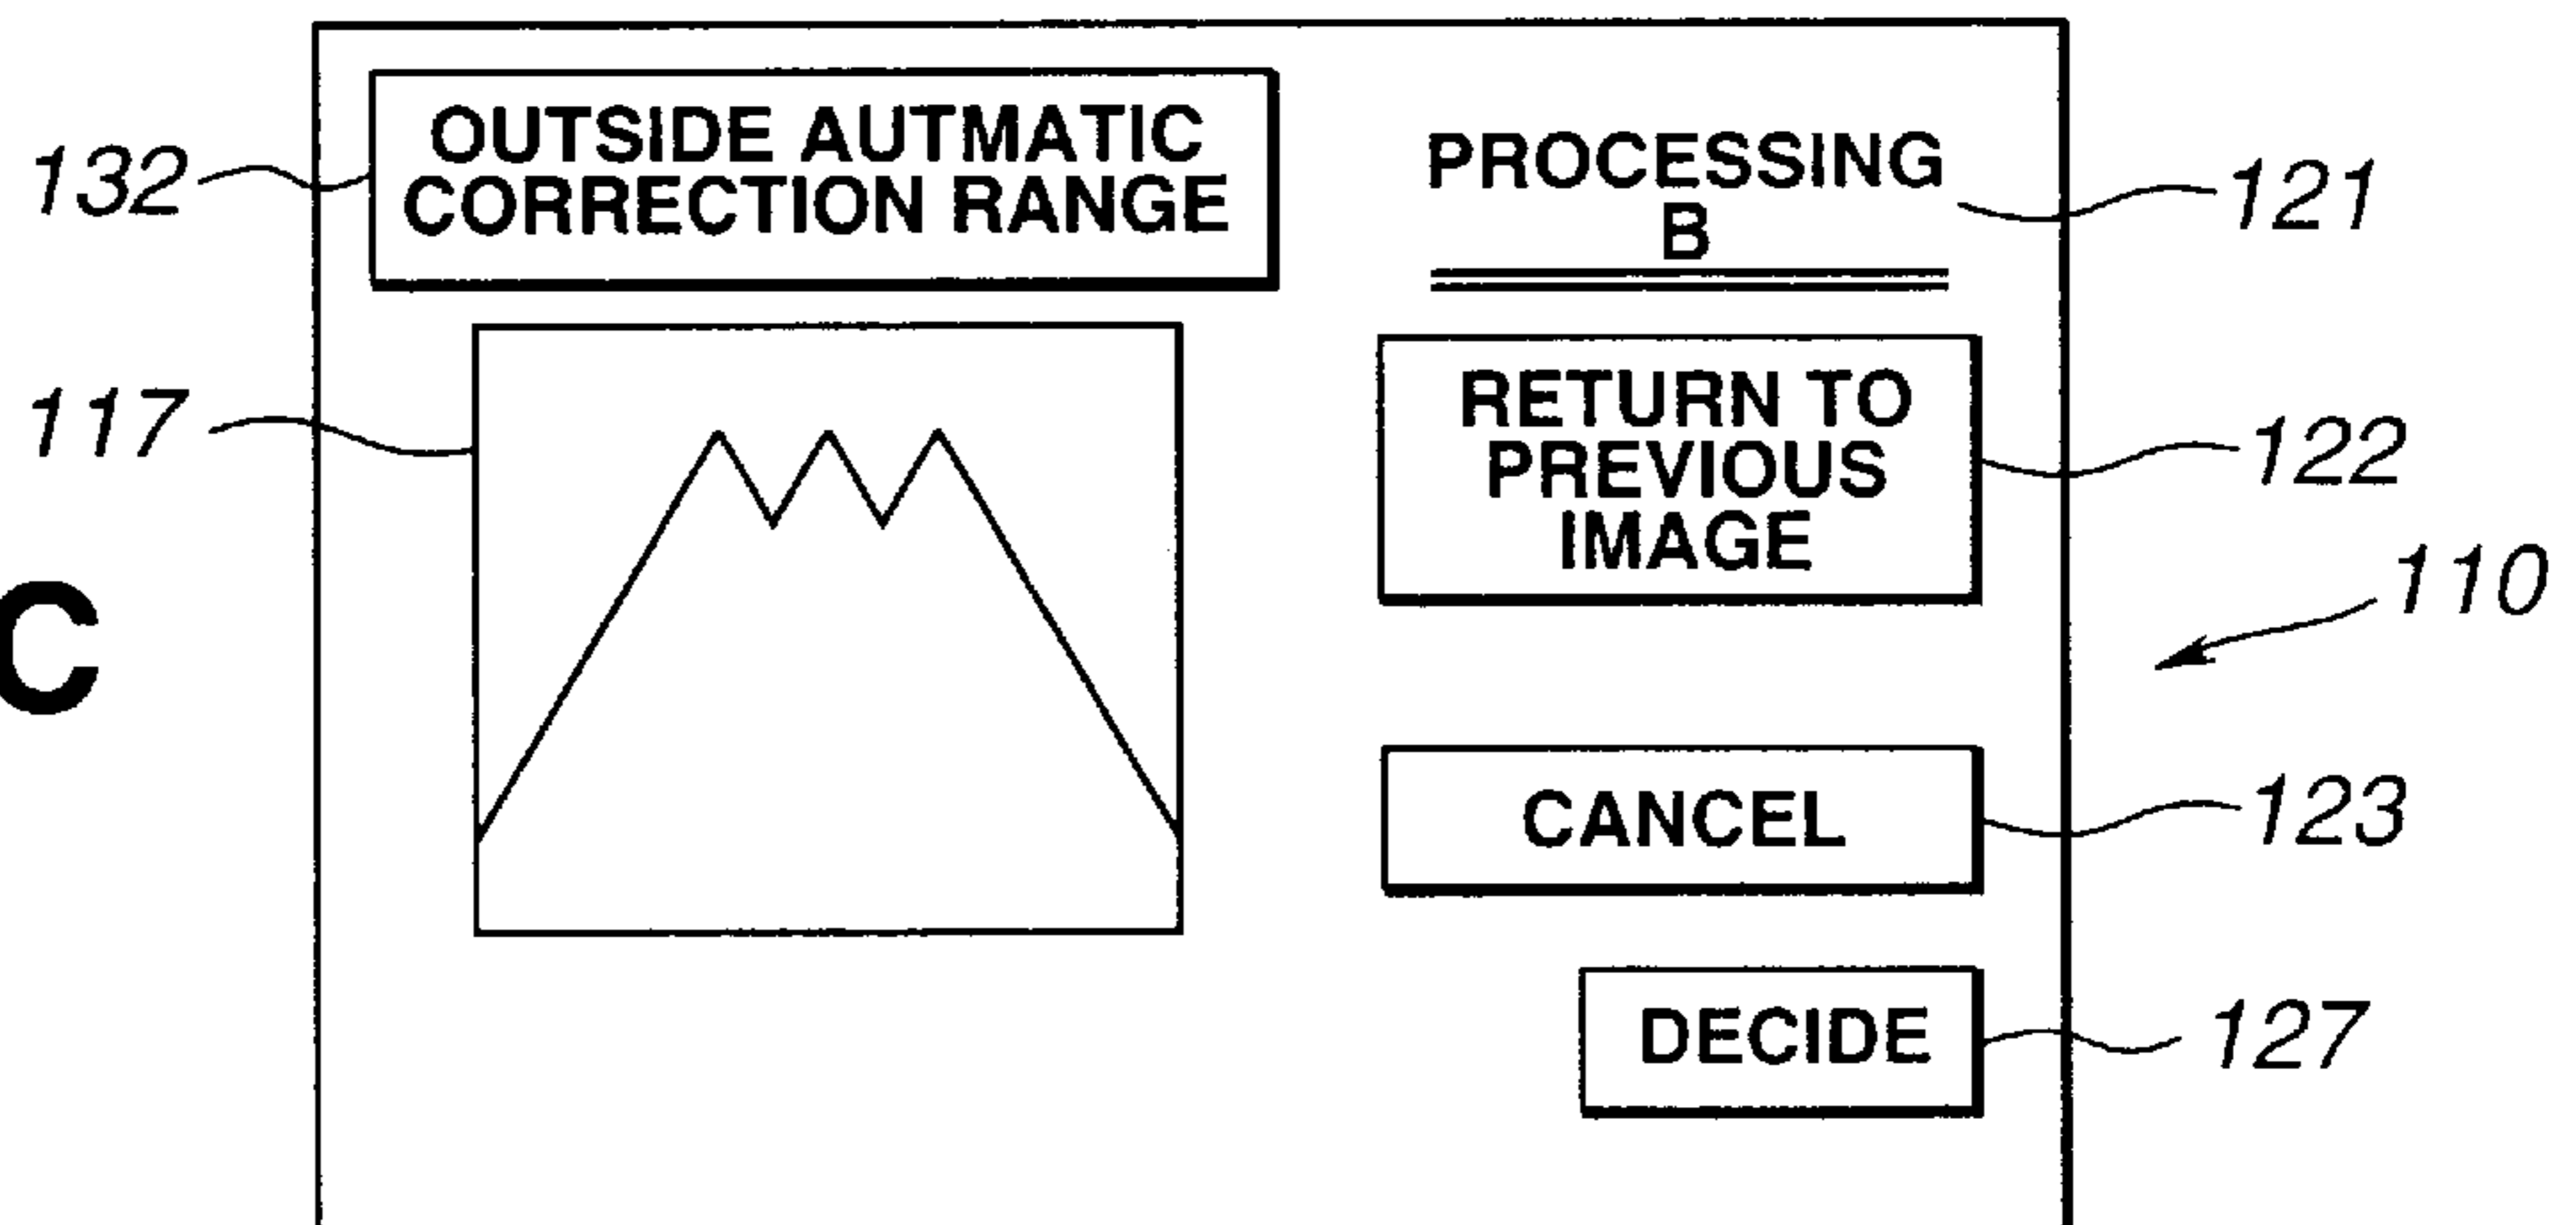 OUTSIDE AUTMATIC
CORRECTION RANGE
132
PROCESSING
B
121
117
RETURN TO
PREVIOUS
IMAGE
122
110
C
CANCEL
123
DECIDE
127